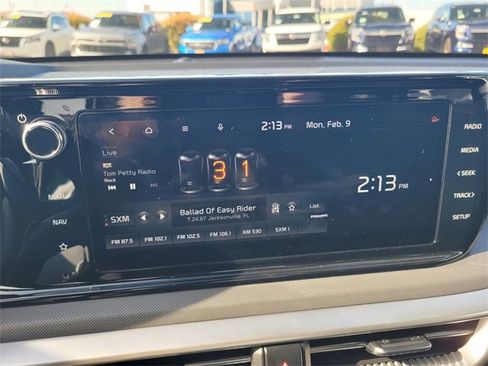 2:13 PM Mon, Feb. 9
RADIO
Live
MEDIA
Tom Petty Radio
Rock
31
< SEEK
2:13 PM
MAP
TRACK >
NAV
SXM
Ballad Of Easy Rider
7.24.87 Jacksonville, FL
List
SETUP
FM 87.5 FM 102.1 FM 102.5 FM 106.1 AM 530 SXM 1